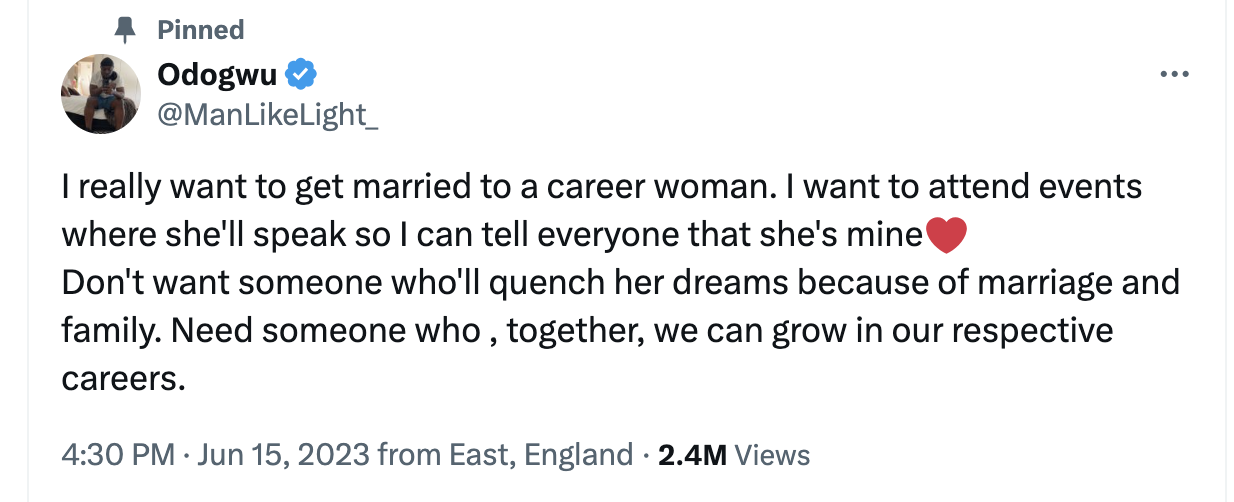 Pinned
Odogwu
@ManLikeLight_
I really want to get married to a career woman. I want to attend events
where she'll speak so I can tell everyone that she's mine❤️
Don't want someone who'll quench her dreams because of marriage and
family. Need someone who , together, we can grow in our respective
careers.
4:30 PM · Jun 15, 2023 from East, England · 2.4M Views